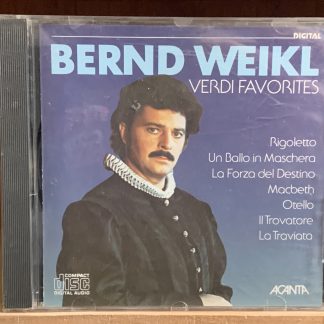 DIGITAL
BERND WEIKL
VERDI FAVORITES
Rigoletto
Un Ballo in Maschera
La Forza del Destino
Macbeth
Otello
Il Trovatore
La Traviata
COMPACT
disc
DIGITAL AUDIO
ACANTA